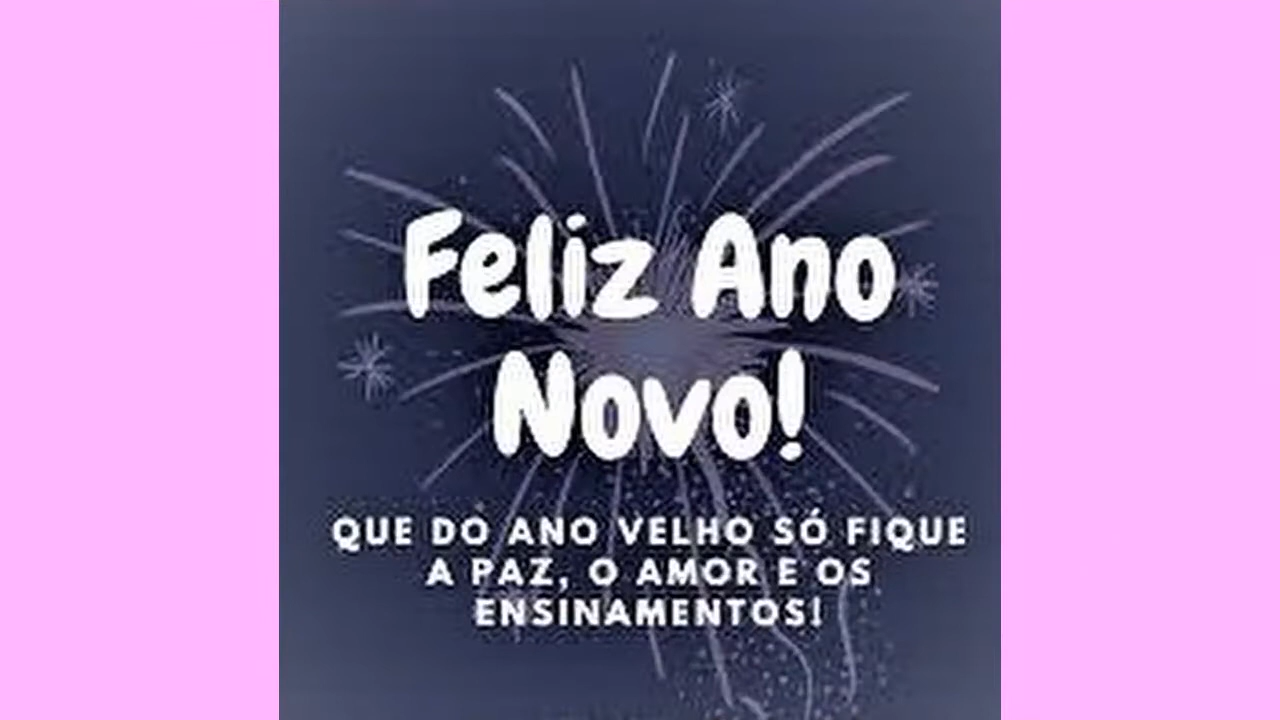 Feliz Ano
Novo!
QUE DO ANO VELHO SÓ FIQUE
A PAZ, O AMOR E OS
ENSINAMENTOS!